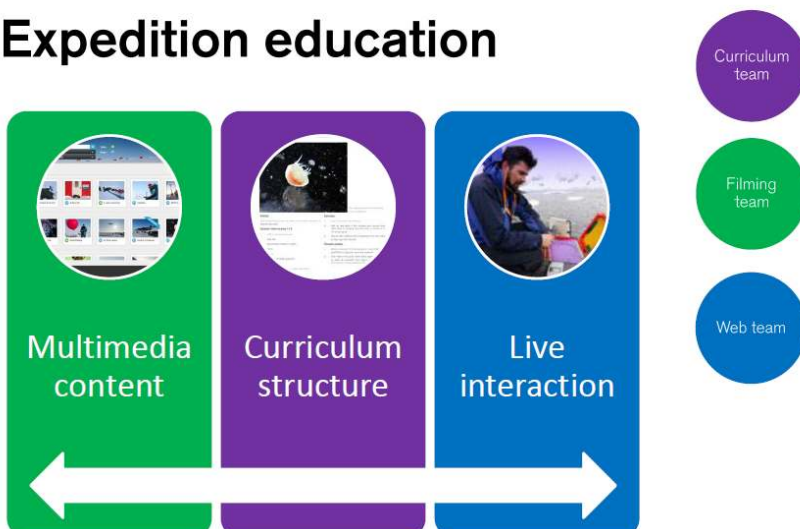 Expedition education
Multimedia
content
Curriculum
structure
Live
interaction
Curriculum
team
Filming
team
Web team